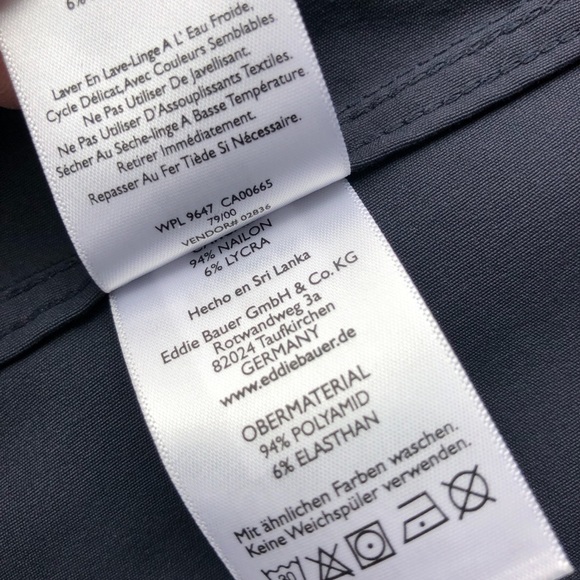 6%
Laver En Lave-Linge A L' Eau Froide,
Cycle Délicat, Avec Couleurs Semblables.
Ne Pas Utiliser De Javellisant.
Ne Pas Utiliser D'Assouplissants Textiles.
Sécher Au Sèche-linge A Basse Température.
Retirer Immédiatement.
Repasser Au Fer Tiède Si Nécessaire.
WPL 9647 CA00665
79/00
VENDOR# 02836
94% NAILON
6% LYCRA
Hecho en Sri Lanka
Eddie Bauer GmbH & Co. KG
Rotwandweg 3a
82024 Taufkirchen
GERMANY
www.eddiebauer.de
OBERMATERIAL
94% POLYAMID
6% ELASTHAN
Mit ähnlichen Farben waschen.
Keine Weichspüler verwenden.
30